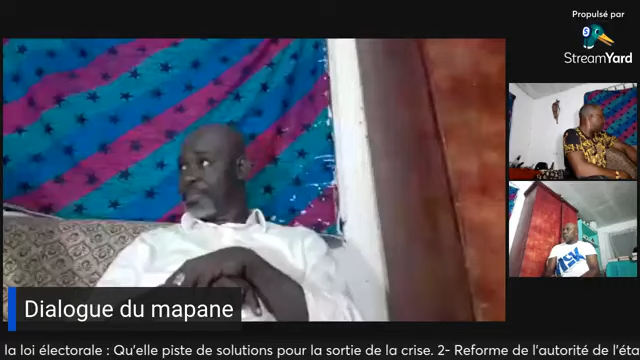 Propulsé par
StreamYard
Dialogue du mapane
la loi électorale : Qu'elle piste de solutions pour la sortie de la crise. 2- Reforme de l'autorité de l'éta